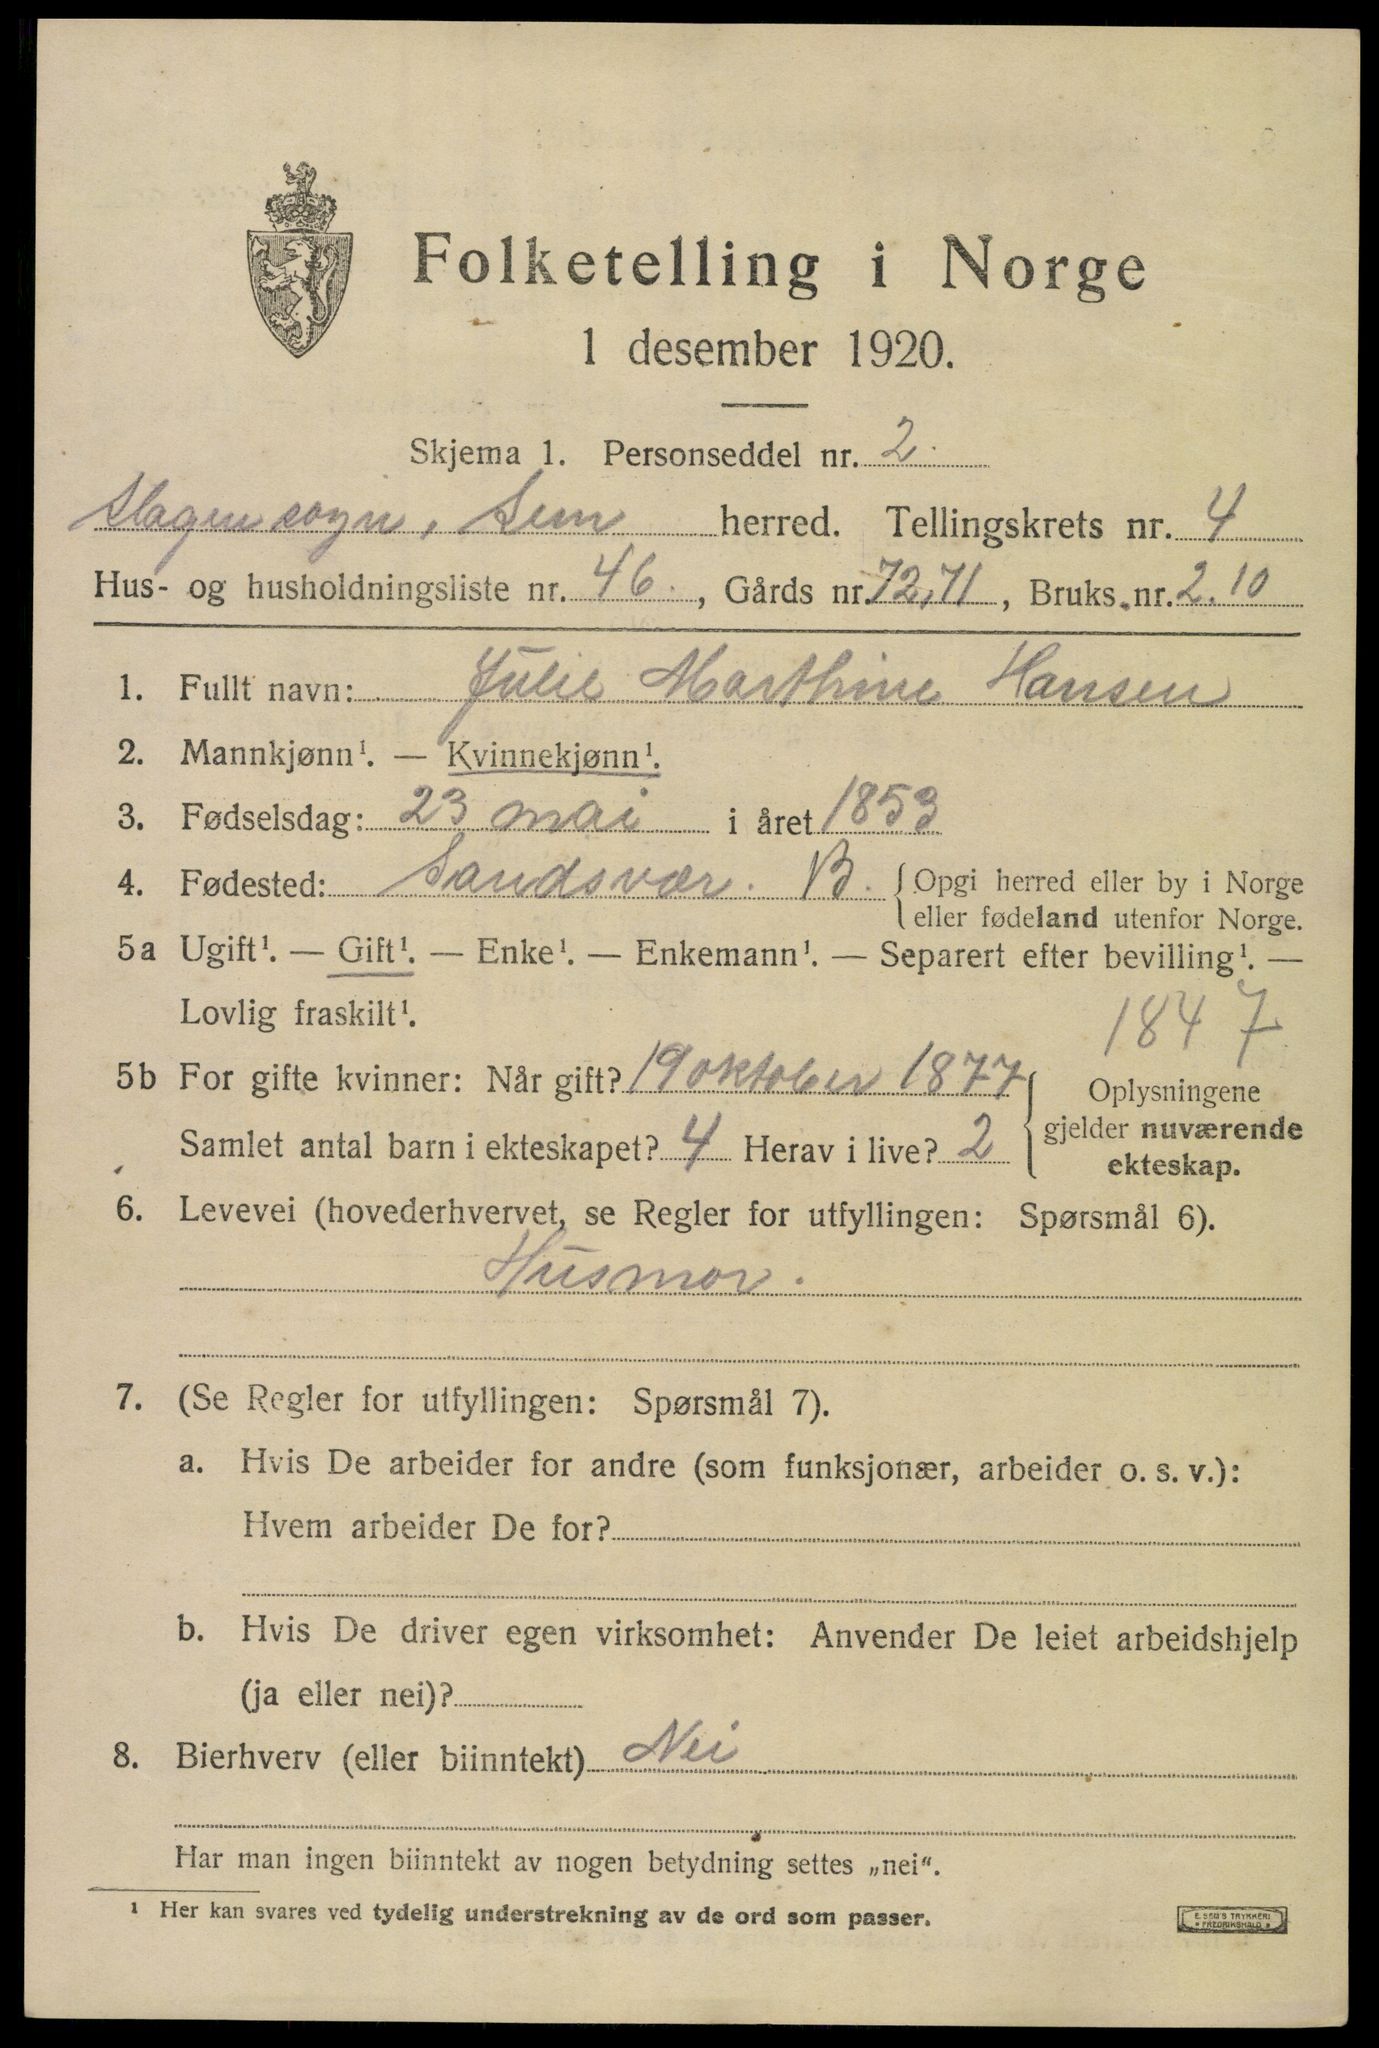 Folketelling i Norge
1 desember 1920.
Skjema 1. Personseddel nr. 2.
Slagen sogn, Sem herred. Tellingskrets nr. 4
Hus- og husholdningsliste nr. 46., Gårds nr. 72,71, Bruks.nr. 2.10
1. Fullt navn: Julie Marthine Hansen
2. Mannkjønn¹. — Kvinnekjønn¹.
3. Fødselsdag: 23 mai i året 1853
4. Fødested: Sandsvær. B. { Opgi herred eller by i Norge
eller fødeland utenfor Norge.
5a Ugift¹. — Gift¹. — Enke¹. — Enkemann¹. — Separert efter bevilling¹. —
Lovlig fraskilt¹.
1847
5b For gifte kvinner: Når gift? 19 oktober 1877 { Oplysningene
Samlet antal barn i ekteskapet? 4 Herav i live? 2 gjelder nuværende
ekteskap.
6. Levevei (hovederhvervet, se Regler for utfyllingen: Spørsmål 6).
Husmor.
7. (Se Regler for utfyllingen: Spørsmål 7).
a. Hvis De arbeider for andre (som funksjonær, arbeider o. s. v.):
Hvem arbeider De for?
b. Hvis De driver egen virksomhet: Anvender De leiet arbeidshjelp
(ja eller nei)?
8. Bierhverv (eller biinntekt) Nei
Har man ingen biinntekt av nogen betydning settes „nei“.
¹ Her kan svares ved tydelig understrekning av de ord som passer.
E. SEM'S TRYKKERI
FREDRIKSHALD